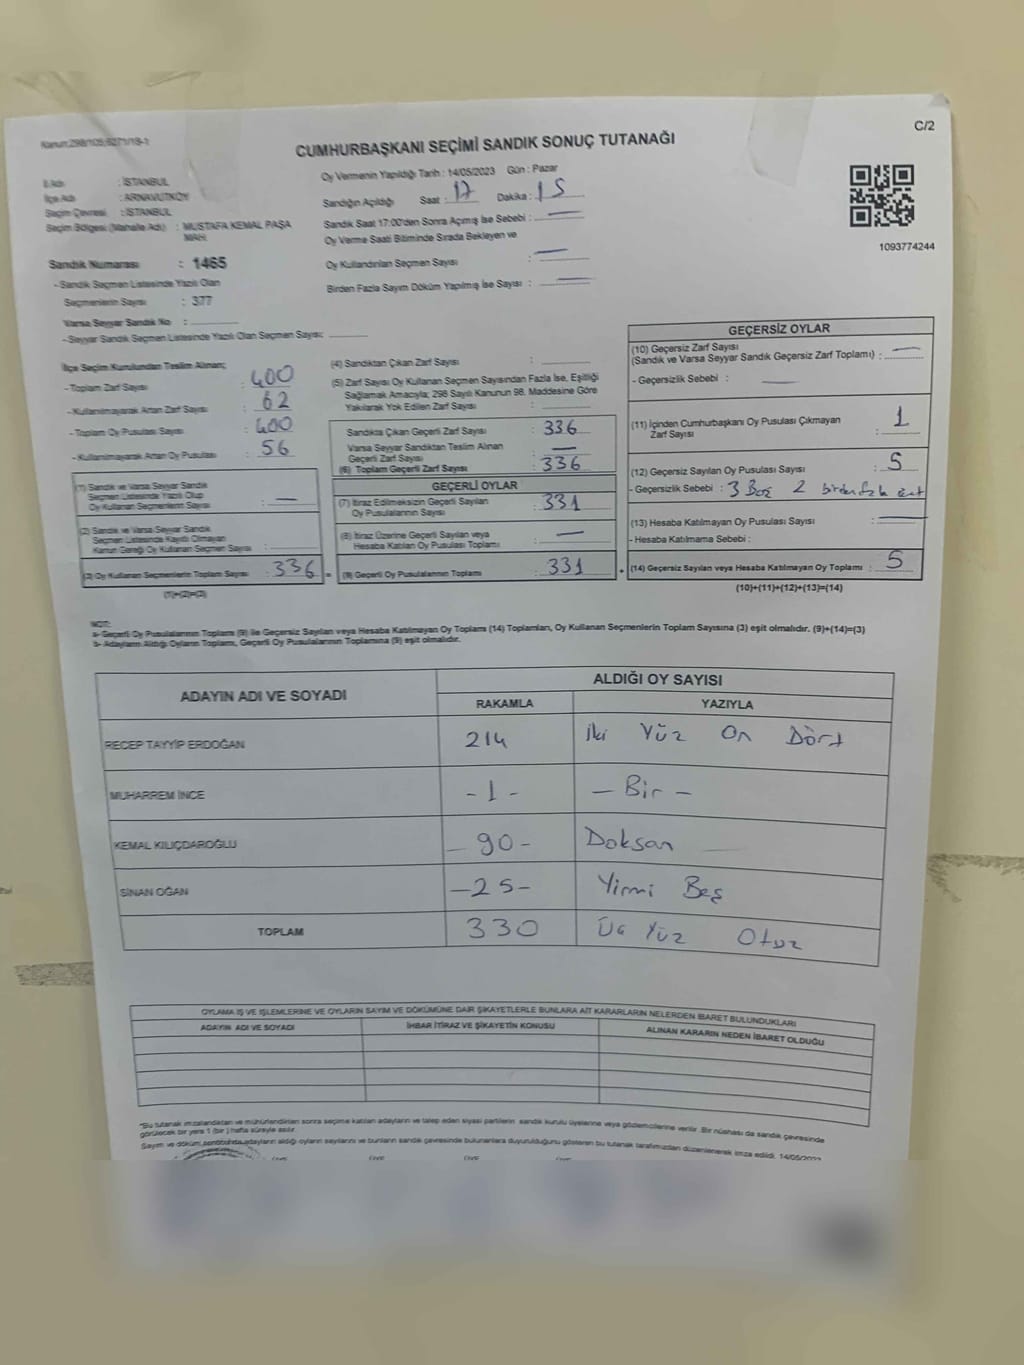 Kanun:298/105;6271/18-1
C/2
CUMHURBAŞKANI SEÇİMİ SANDIK SONUÇ TUTANAĞI
İl Adı : İSTANBUL
İlçe Adı : ARNAVUTKÖY
Seçim Çevresi : İSTANBUL
Seçim Bölgesi (Mahalle Adı) : MUSTAFA KEMAL PAŞA MAH.
Sandık Numarası : 1465
- Sandık Seçmen Listesinde Yazılı Olan
Seçmenlerin Sayısı : 377
Varsa Seyyar Sandık No :
- Seyyar Sandık Seçmen Listesinde Yazılı Olan Seçmen Sayısı:
Oy Vermenin Yapıldığı Tarih : 14/05/2023 Gün : Pazar
Sandığın Açıldığı Saat : 17 Dakika : 15
Sandık Saat 17:00'den Sonra Açımış İse Sebebi : —
Oy Verme Saati Bitiminde Sırada Bekleyen ve
Oy Kullandırılan Seçmen Sayısı : —
Birden Fazla Sayım Döküm Yapılmış İse Sayısı : —
1093774244
İlçe Seçim Kurulundan Teslim Alınan;
- Toplam Zarf Sayısı : 400
- Kullanılmayarak Artan Zarf Sayısı : 62
- Toplam Oy Pusulası Sayısı : 400
- Kullanılmayarak Artan Oy Pusulası : 56
(1) Sandık ve Varsa Seyyar Sandık
Seçmen Listesinde Yazılı Olup
Oy Kullanan Seçmenlerin Sayısı : —
(2) Sandık ve Varsa Seyyar Sandık
Seçmen Listesinde Kayıtlı Olmayan
Kanun Gereği Oy Kullanan Seçmen Sayısı :
(3) Oy Kullanan Seçmenlerin Toplam Sayısı : 336 =
(1)+(2)=(3)
(4) Sandıktan Çıkan Zarf Sayısı :
(5) Zarf Sayısı Oy Kullanan Seçmen Sayısından Fazla İse, Eşitliği
Sağlamak Amacıyla; 298 Sayılı Kanunun 98. Maddesine Göre
Yakılarak Yok Edilen Zarf Sayısı :
Sandıkta Çıkan Geçerli Zarf Sayısı : 336
Varsa Seyyar Sandıktan Teslim Alınan
Geçerli Zarf Sayısı : —
(6) Toplam Geçerli Zarf Sayısı : 336
GEÇERLİ OYLAR
(7) İtiraz Edilmeksizin Geçerli Sayılan
Oy Pusulalarının Sayısı : 331
(8) İtiraz Üzerine Geçerli Sayılan veya
Hesaba Katılan Oy Pusulası Toplamı : —
(9) Geçerli Oy Pusulalarının Toplamı : 331 +
GEÇERSİZ OYLAR
(10) Geçersiz Zarf Sayısı
(Sandık ve Varsa Seyyar Sandık Geçersiz Zarf Toplamı) : —
- Geçersizlik Sebebi : —
(11) İçinden Cumhurbaşkanı Oy Pusulası Çıkmayan
Zarf Sayısı : 1
(12) Geçersiz Sayılan Oy Pusulası Sayısı : 5
- Geçersizlik Sebebi : 3 Boş 2 birden fazla
(13) Hesaba Katılmayan Oy Pusulası Sayısı : —
- Hesaba Katılmama Sebebi :
(14) Geçersiz Sayılan veya Hesaba Katılmayan Oy Toplamı : 5
(10)+(11)+(12)+(13)=(14)
NOT:
a- Geçerli Oy Pusulalarının Toplamı (9) ile Geçersiz Sayılan veya Hesaba Katılmayan Oy Toplamı (14) Toplamları, Oy Kullanan Seçmenlerin Toplam Sayısına (3) eşit olmalıdır. (9)+(14)=(3)
b- Adayların Aldığı Oyların Toplamı, Geçerli Oy Pusulalarının Toplamına (9) eşit olmalıdır.
ADAYIN ADI VE SOYADI
ALDIĞI OY SAYISI
RAKAMLA YAZIYLA
RECEP TAYYİP ERDOĞAN 214 İki Yüz On Dört
MUHARREM İNCE - 1 - - Bir -
KEMAL KILIÇDAROĞLU - 90 - Doksan
SİNAN OĞAN - 25 - Yirmi Beş
TOPLAM 330 Üç Yüz Otuz
OYLAMA İŞ VE İŞLEMLERİNE VE OYLARIN SAYIM VE DÖKÜMÜNE DAİR ŞİKAYETLERLE BUNLARA AİT KARARLARIN NELERDEN İBARET BULUNDUKLARI
ADAYIN ADI VE SOYADI İHBAR İTİRAZ VE ŞİKAYETİN KONUSU ALINAN KARARIN NEDEN İBARET OLDUĞU
*Bu tutanak imzalandıktan ve mühürlendikten sonra seçime katılan adayların ve talep eden siyasi partilerin sandık kurulu üyelerine veya gözlemcilerine verilir. Bir nüshası da sandık çevresinde
görülecek bir yere 1 (bir) hafta süreyle asılır.
Sayım ve döküm sonucunda adayların aldığı oyların sayılarını ve bunların sandık çevresinde bulunanlara duyurulduğunu gösteren bu tutanak tarafımızdan düzenlenerek imza edildi. 14/05/2023